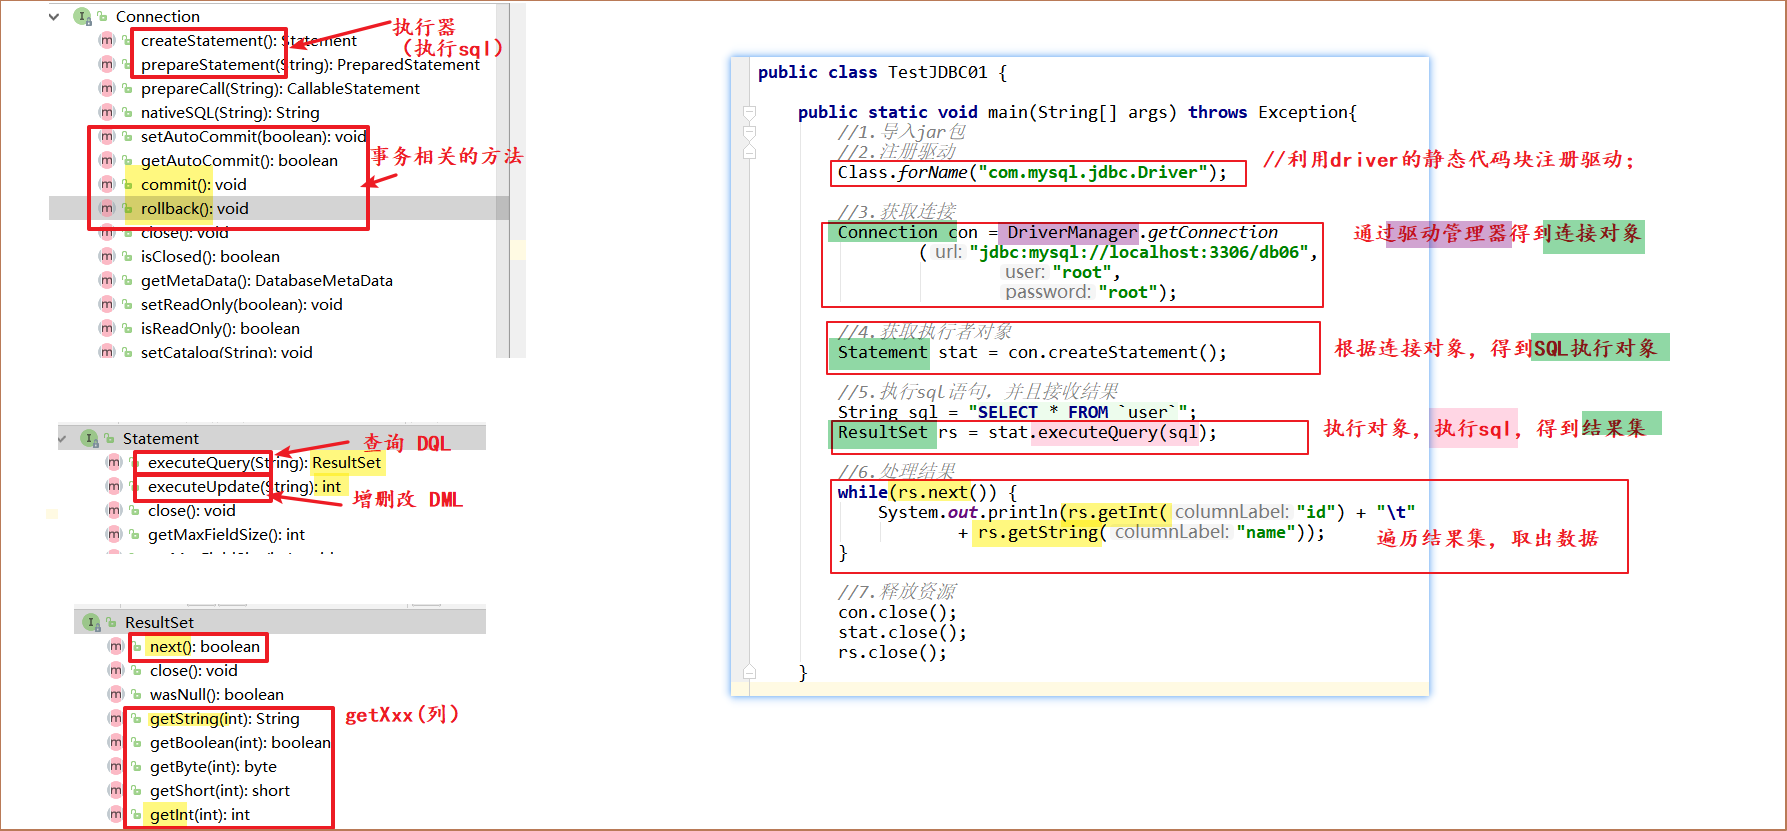 Connection
createStatement(): Statement
prepareStatement(String): PreparedStatement
prepareCall(String): CallableStatement
nativeSQL(String): String
setAutoCommit(boolean): void
getAutoCommit(): boolean
commit(): void
rollback(): void
close(): void
isClosed(): boolean
getMetaData(): DatabaseMetaData
setReadOnly(boolean): void
isReadOnly(): boolean
setCatalog(String): void
执行器
（执行sql）
事务相关的方法
Statement
executeQuery(String): ResultSet
executeUpdate(String): int
close(): void
getMaxFieldSize(): int
查询 DQL
增删改 DML
ResultSet
next(): boolean
close(): void
wasNull(): boolean
getString(int): String
getBoolean(int): boolean
getByte(int): byte
getShort(int): short
getInt(int): int
getXxx(列)
public class TestJDBC01 {
public static void main(String[] args) throws Exception{
//1.导入jar包
//2.注册驱动
Class.forName("com.mysql.jdbc.Driver");
//利用driver的静态代码块注册驱动；
//3.获取连接
Connection con = DriverManager.getConnection
( url: "jdbc:mysql://localhost:3306/db06",
user: "root",
password: "root");
通过驱动管理器得到连接对象
//4.获取执行者对象
Statement stat = con.createStatement();
根据连接对象，得到SQL执行对象
//5.执行sql语句，并且接收结果
String sql = "SELECT * FROM `user`";
ResultSet rs = stat.executeQuery(sql);
执行对象，执行sql，得到结果集
//6.处理结果
while(rs.next()) {
System.out.println(rs.getInt( columnLabel: "id") + "\t"
+ rs.getString( columnLabel: "name"));
}
遍历结果集，取出数据
//7.释放资源
con.close();
stat.close();
rs.close();
}